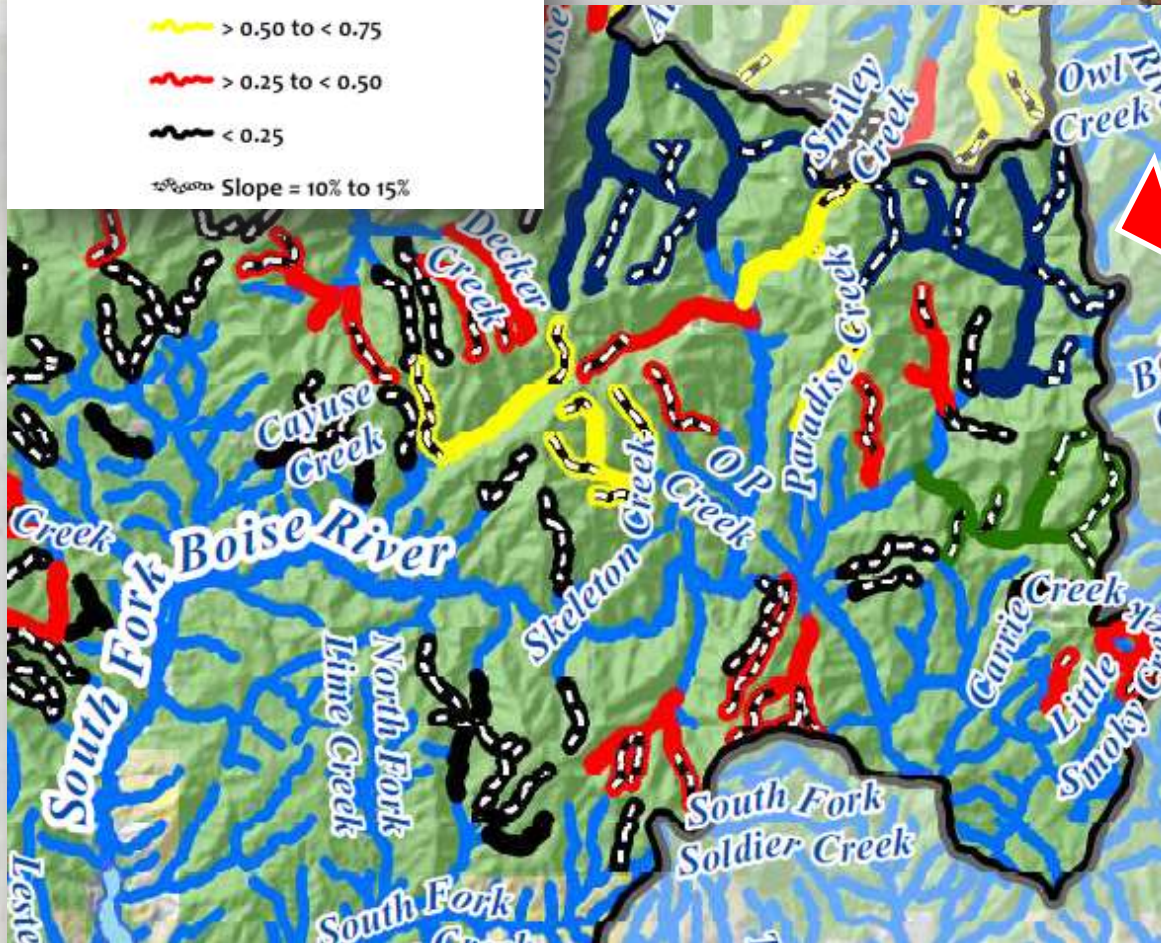 > 0.50 to < 0.75
> 0.25 to < 0.50
< 0.25
Slope = 10% to 15%
Boise
Smiley
Creek
Owl
Creek
Decker
Creek
Paradise Creek
Cayuse
Creek
O P
Creek
Creek
South Fork Boise River
Skeleton Creek
Carrie Creek
Little
Smoky
North Fork
Lime Creek
South Fork
Soldier Creek
South Fork